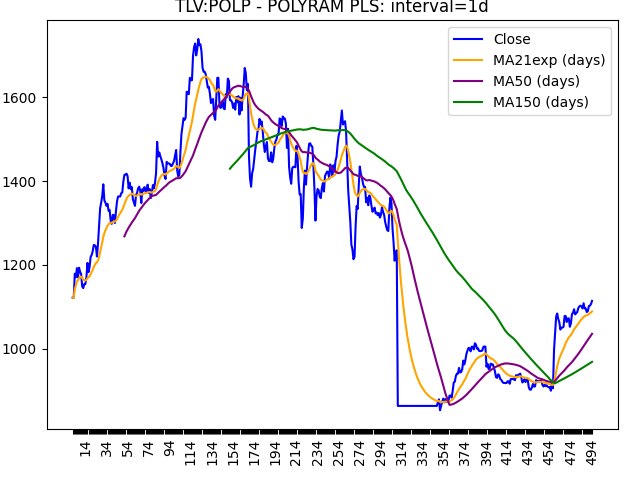 TLV:POLP - POLYRAM PLS: interval=1d
Close
MA21exp (days)
MA50 (days)
MA150 (days)
1600
1400
1200
1000
14 34 54 74 94 114 134 154 174 194 214 234 254 274 294 314 334 354 374 394 414 434 454 474 494